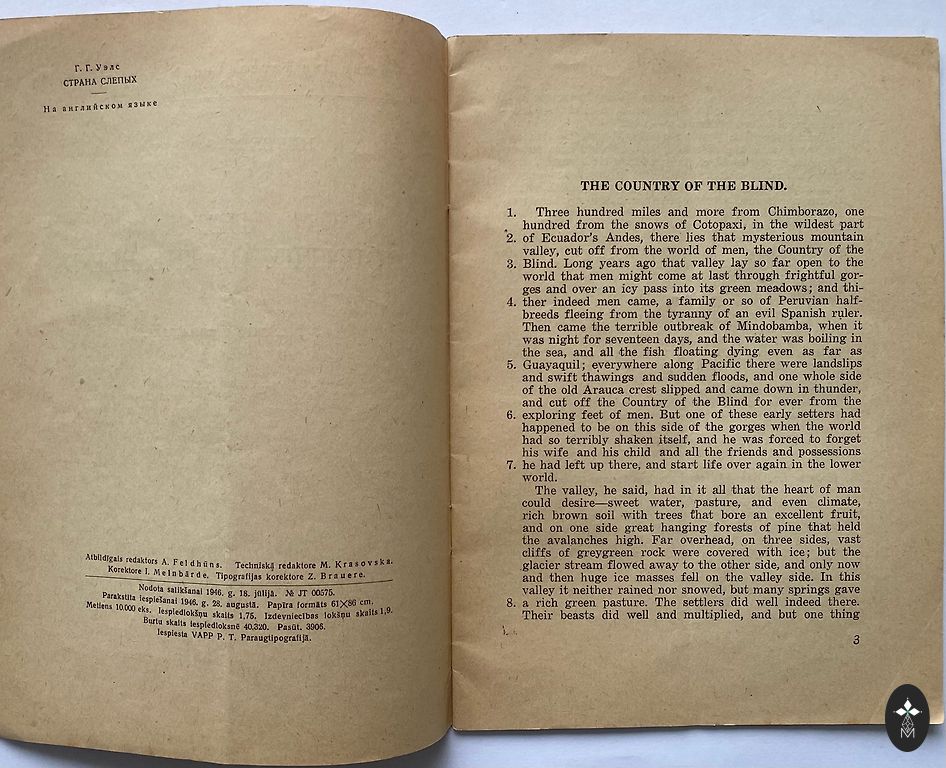 Г. Г. Уэлс
СТРАНА СЛЕПЫХ
На английском языке
Atbildīgais redaktors A. Feldhūns. Techniskā redaktore M. Krasovska.
Korektore I. Melnbārde. Tipografijas korektore Z. Brauere.
Nodota salikšanai 1946. g. 18. jūlijā. № JT 00575.
Parakstīta iespiešanai 1946. g. 28. augustā. Papīra formāts 61×86 cm.
Metiens 10.000 eks. Iespiedlokšņu skaits 1,75. Izdevniecības lokšņu skaits 1,9.
Burtu skaits iespiedloksnē 40,320. Pasūt. 3906.
Iespiesta VAPP P. T. Paraugtipografijā.
THE COUNTRY OF THE BLIND.
1. Three hundred miles and more from Chimborazo, one
hundred from the snows of Cotopaxi, in the wildest part
2. of Ecuador's Andes, there lies that mysterious mountain
valley, cut off from the world of men, the Country of the
3. Blind. Long years ago that valley lay so far open to the
world that men might come at last through frightful gor-
ges and over an icy pass into its green meadows; and thi-
4. ther indeed men came, a family or so of Peruvian half-
breeds fleeing from the tyranny of an evil Spanish ruler.
Then came the terrible outbreak of Mindobamba, when it
was night for seventeen days, and the water was boiling in
the sea, and all the fish floating dying even as far as
5. Guayaquil; everywhere along Pacific there were landslips
and swift thawings and sudden floods, and one whole side
of the old Arauca crest slipped and came down in thunder,
and cut off the Country of the Blind for ever from the
6. exploring feet of men. But one of these early setters had
happened to be on this side of the gorges when the world
had so terribly shaken itself, and he was forced to forget
his wife and his child and all the friends and possessions
7. he had left up there, and start life over again in the lower
world.
The valley, he said, had in it all that the heart of man
could desire—sweet water, pasture, and even climate,
rich brown soil with trees that bore an excellent fruit,
and on one side great hanging forests of pine that held
the avalanches high. Far overhead, on three sides, vast
cliffs of greygreen rock were covered with ice; but the
glacier stream flowed away to the other side, and only now
and then huge ice masses fell on the valley side. In this
valley it neither rained nor snowed, but many springs gave
8. a rich green pasture. The settlers did well indeed there.
Their beasts did well and multiplied, and but one thing
3
M